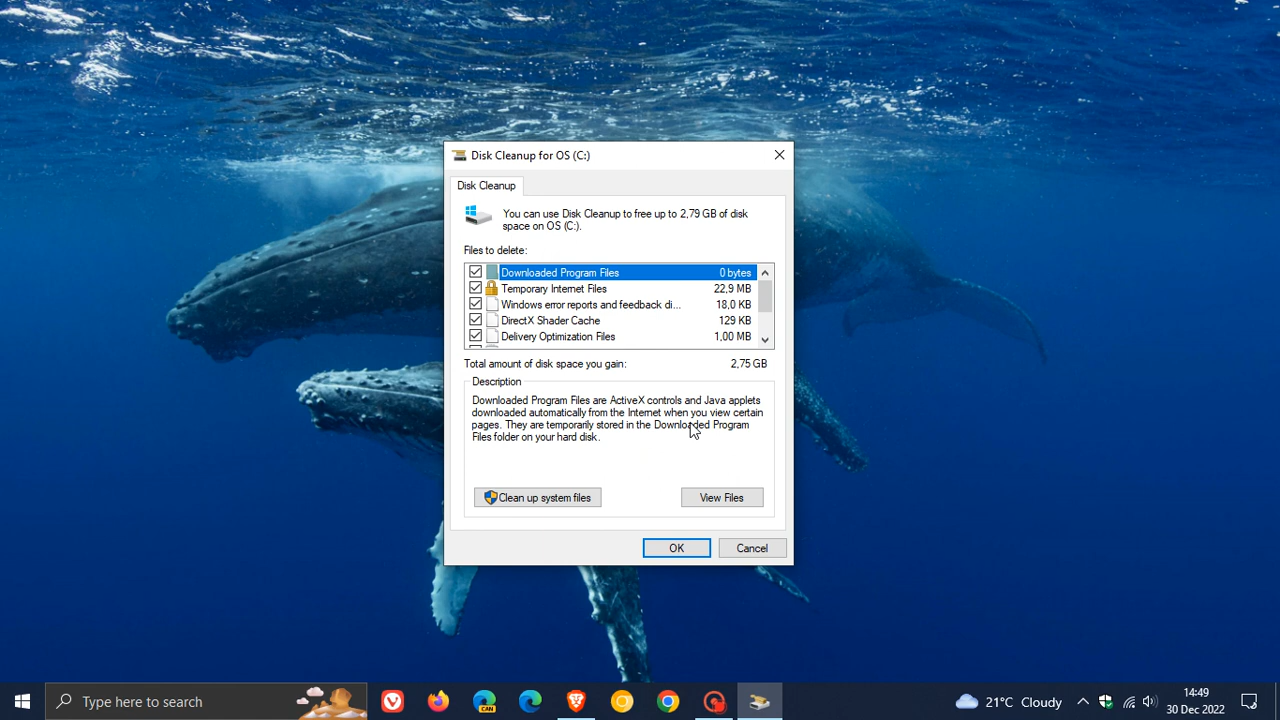 Disk Cleanup for OS (C:)
Disk Cleanup
You can use Disk Cleanup to free up to 2,79 GB of disk
space on OS (C:).
Files to delete:
Downloaded Program Files 0 bytes
Temporary Internet Files 22,9 MB
Windows error reports and feedback di... 18,0 KB
DirectX Shader Cache 129 KB
Delivery Optimization Files 1,00 MB
Total amount of disk space you gain: 2,75 GB
Description
Downloaded Program Files are ActiveX controls and Java applets
downloaded automatically from the Internet when you view certain
pages. They are temporarily stored in the Downloaded Program
Files folder on your hard disk.
Clean up system files View Files
OK Cancel
Type here to search
CAN
21°C Cloudy
14:49
30 Dec 2022